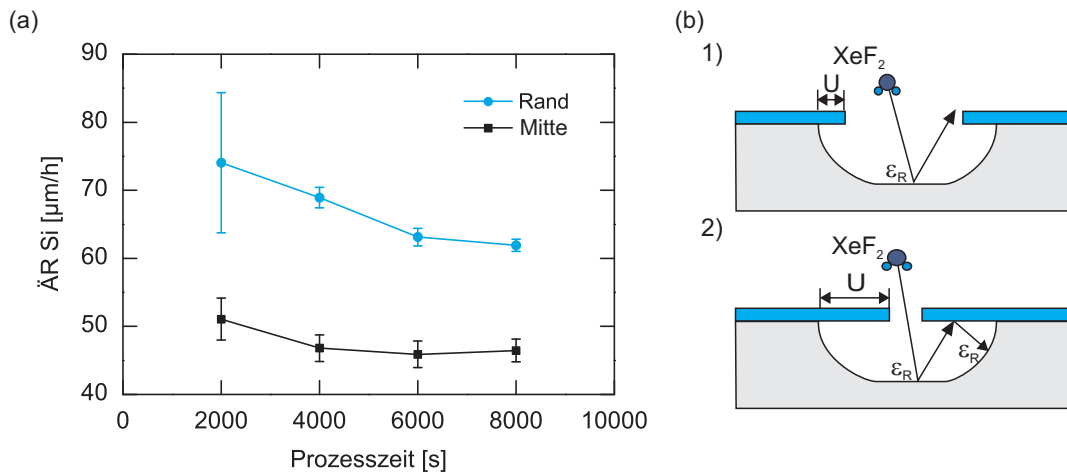 (a)
90
80
70
60
50
40
ÄR Si [µm/h]
0 2000 4000 6000 8000 10000
Prozesszeit [s]
Rand
Mitte
(b)
1)
XeF₂
U
εR
2)
XeF₂
U
εR
εR